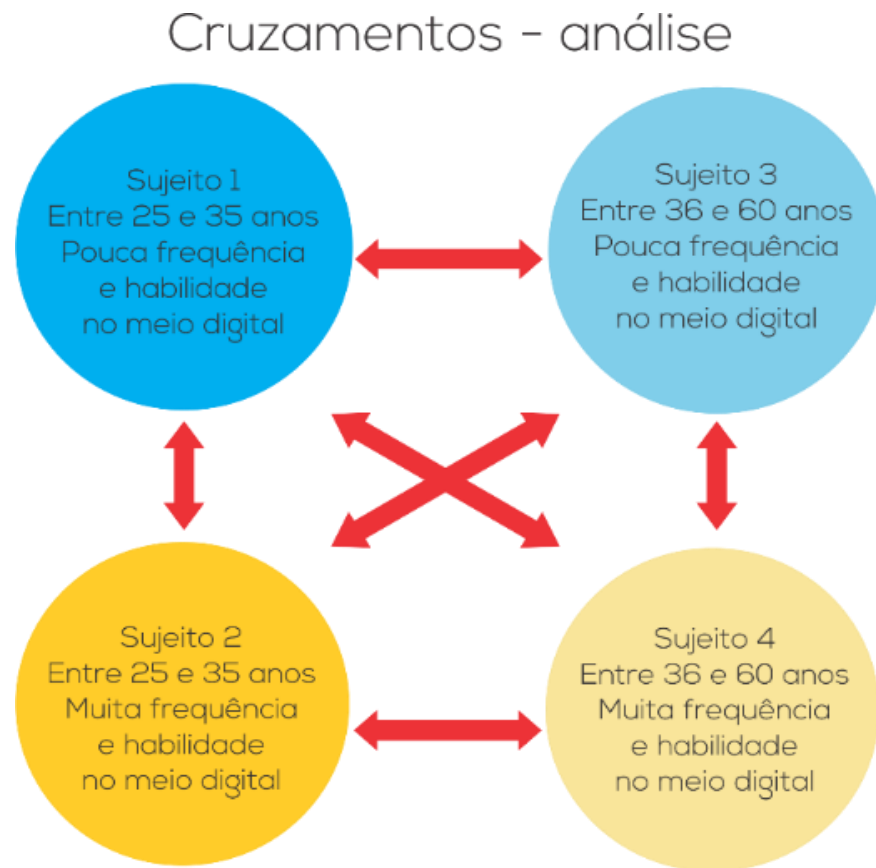 Cruzamentos - análise
Sujeito 1
Entre 25 e 35 anos
Pouca frequência
e habilidade
no meio digital
Sujeito 3
Entre 36 e 60 anos
Pouca frequência
e habilidade
no meio digital
Sujeito 2
Entre 25 e 35 anos
Muita frequência
e habilidade
no meio digital
Sujeito 4
Entre 36 e 60 anos
Muita frequência
e habilidade
no meio digital